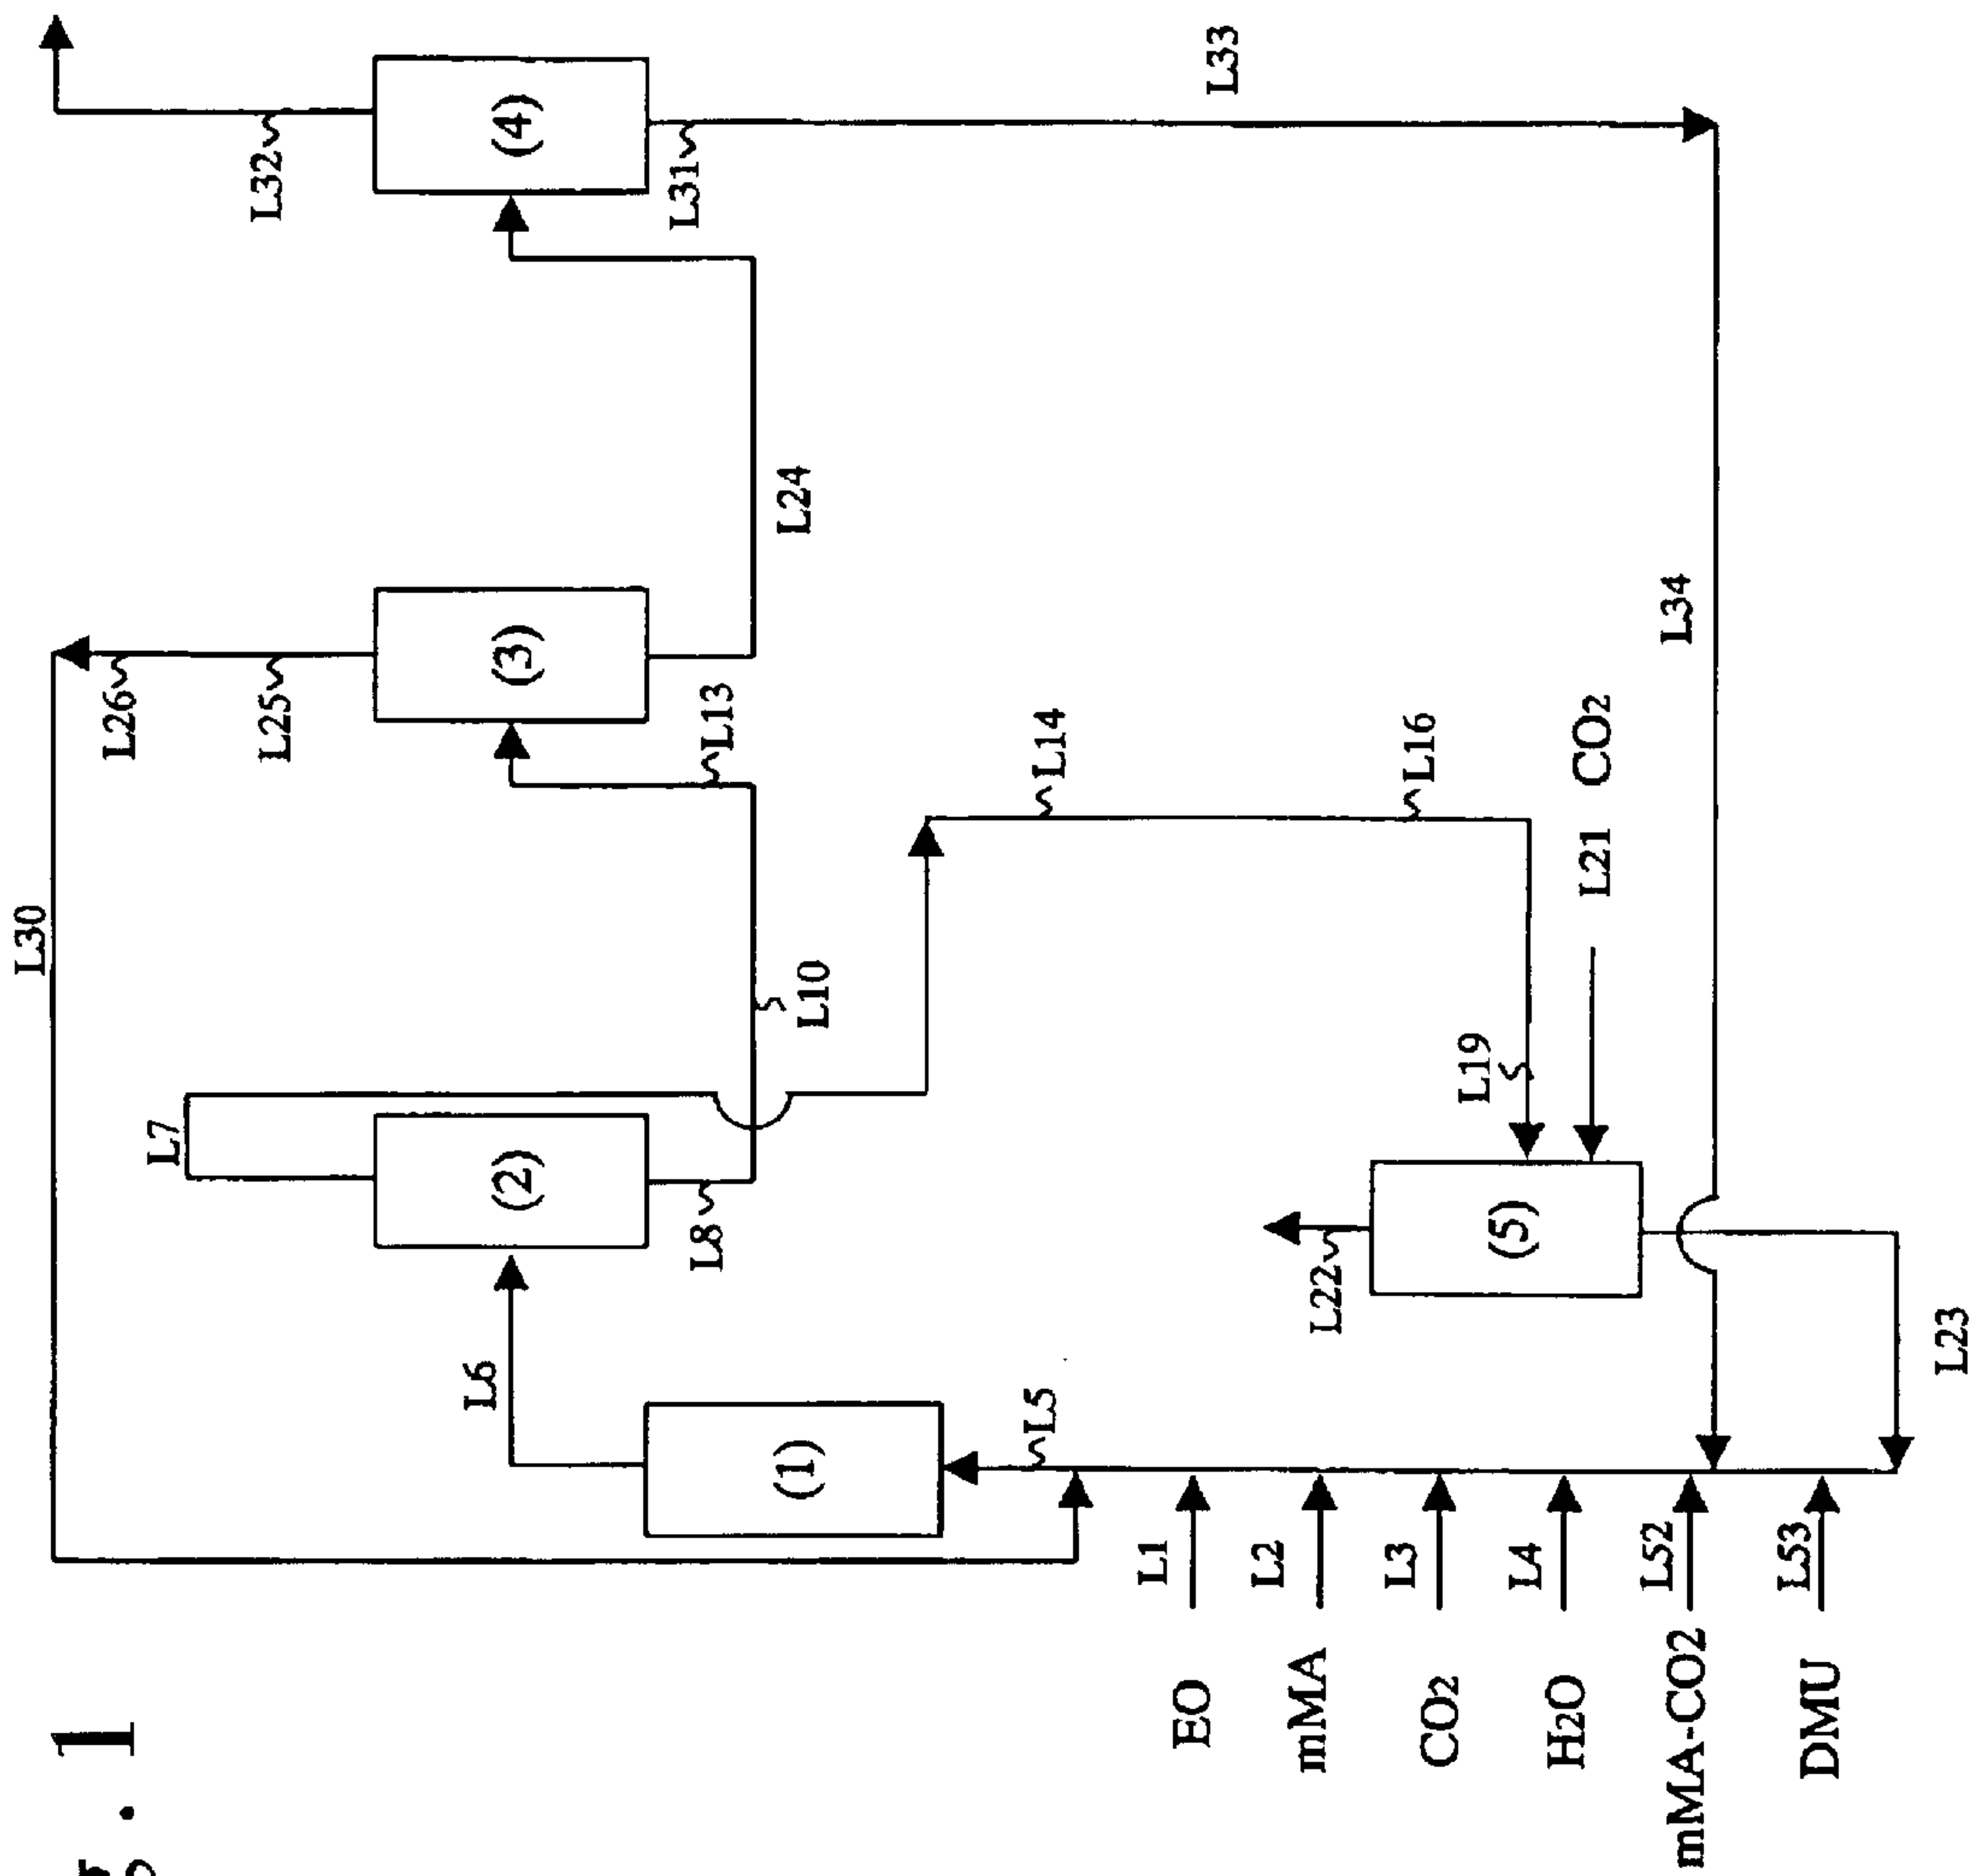 . 1
L30
L26
L25
L32
L7
(2)
(3)
(4)
L6
L8
L13
L31
L10
L24
(1)
L5
L14
L33
L1
EO
L2
mMA
L3
CO2
L4
H2O
L52
mMA-CO2
L53
DMU
L22
(5)
L19
L16
L21 CO2
L34
L23